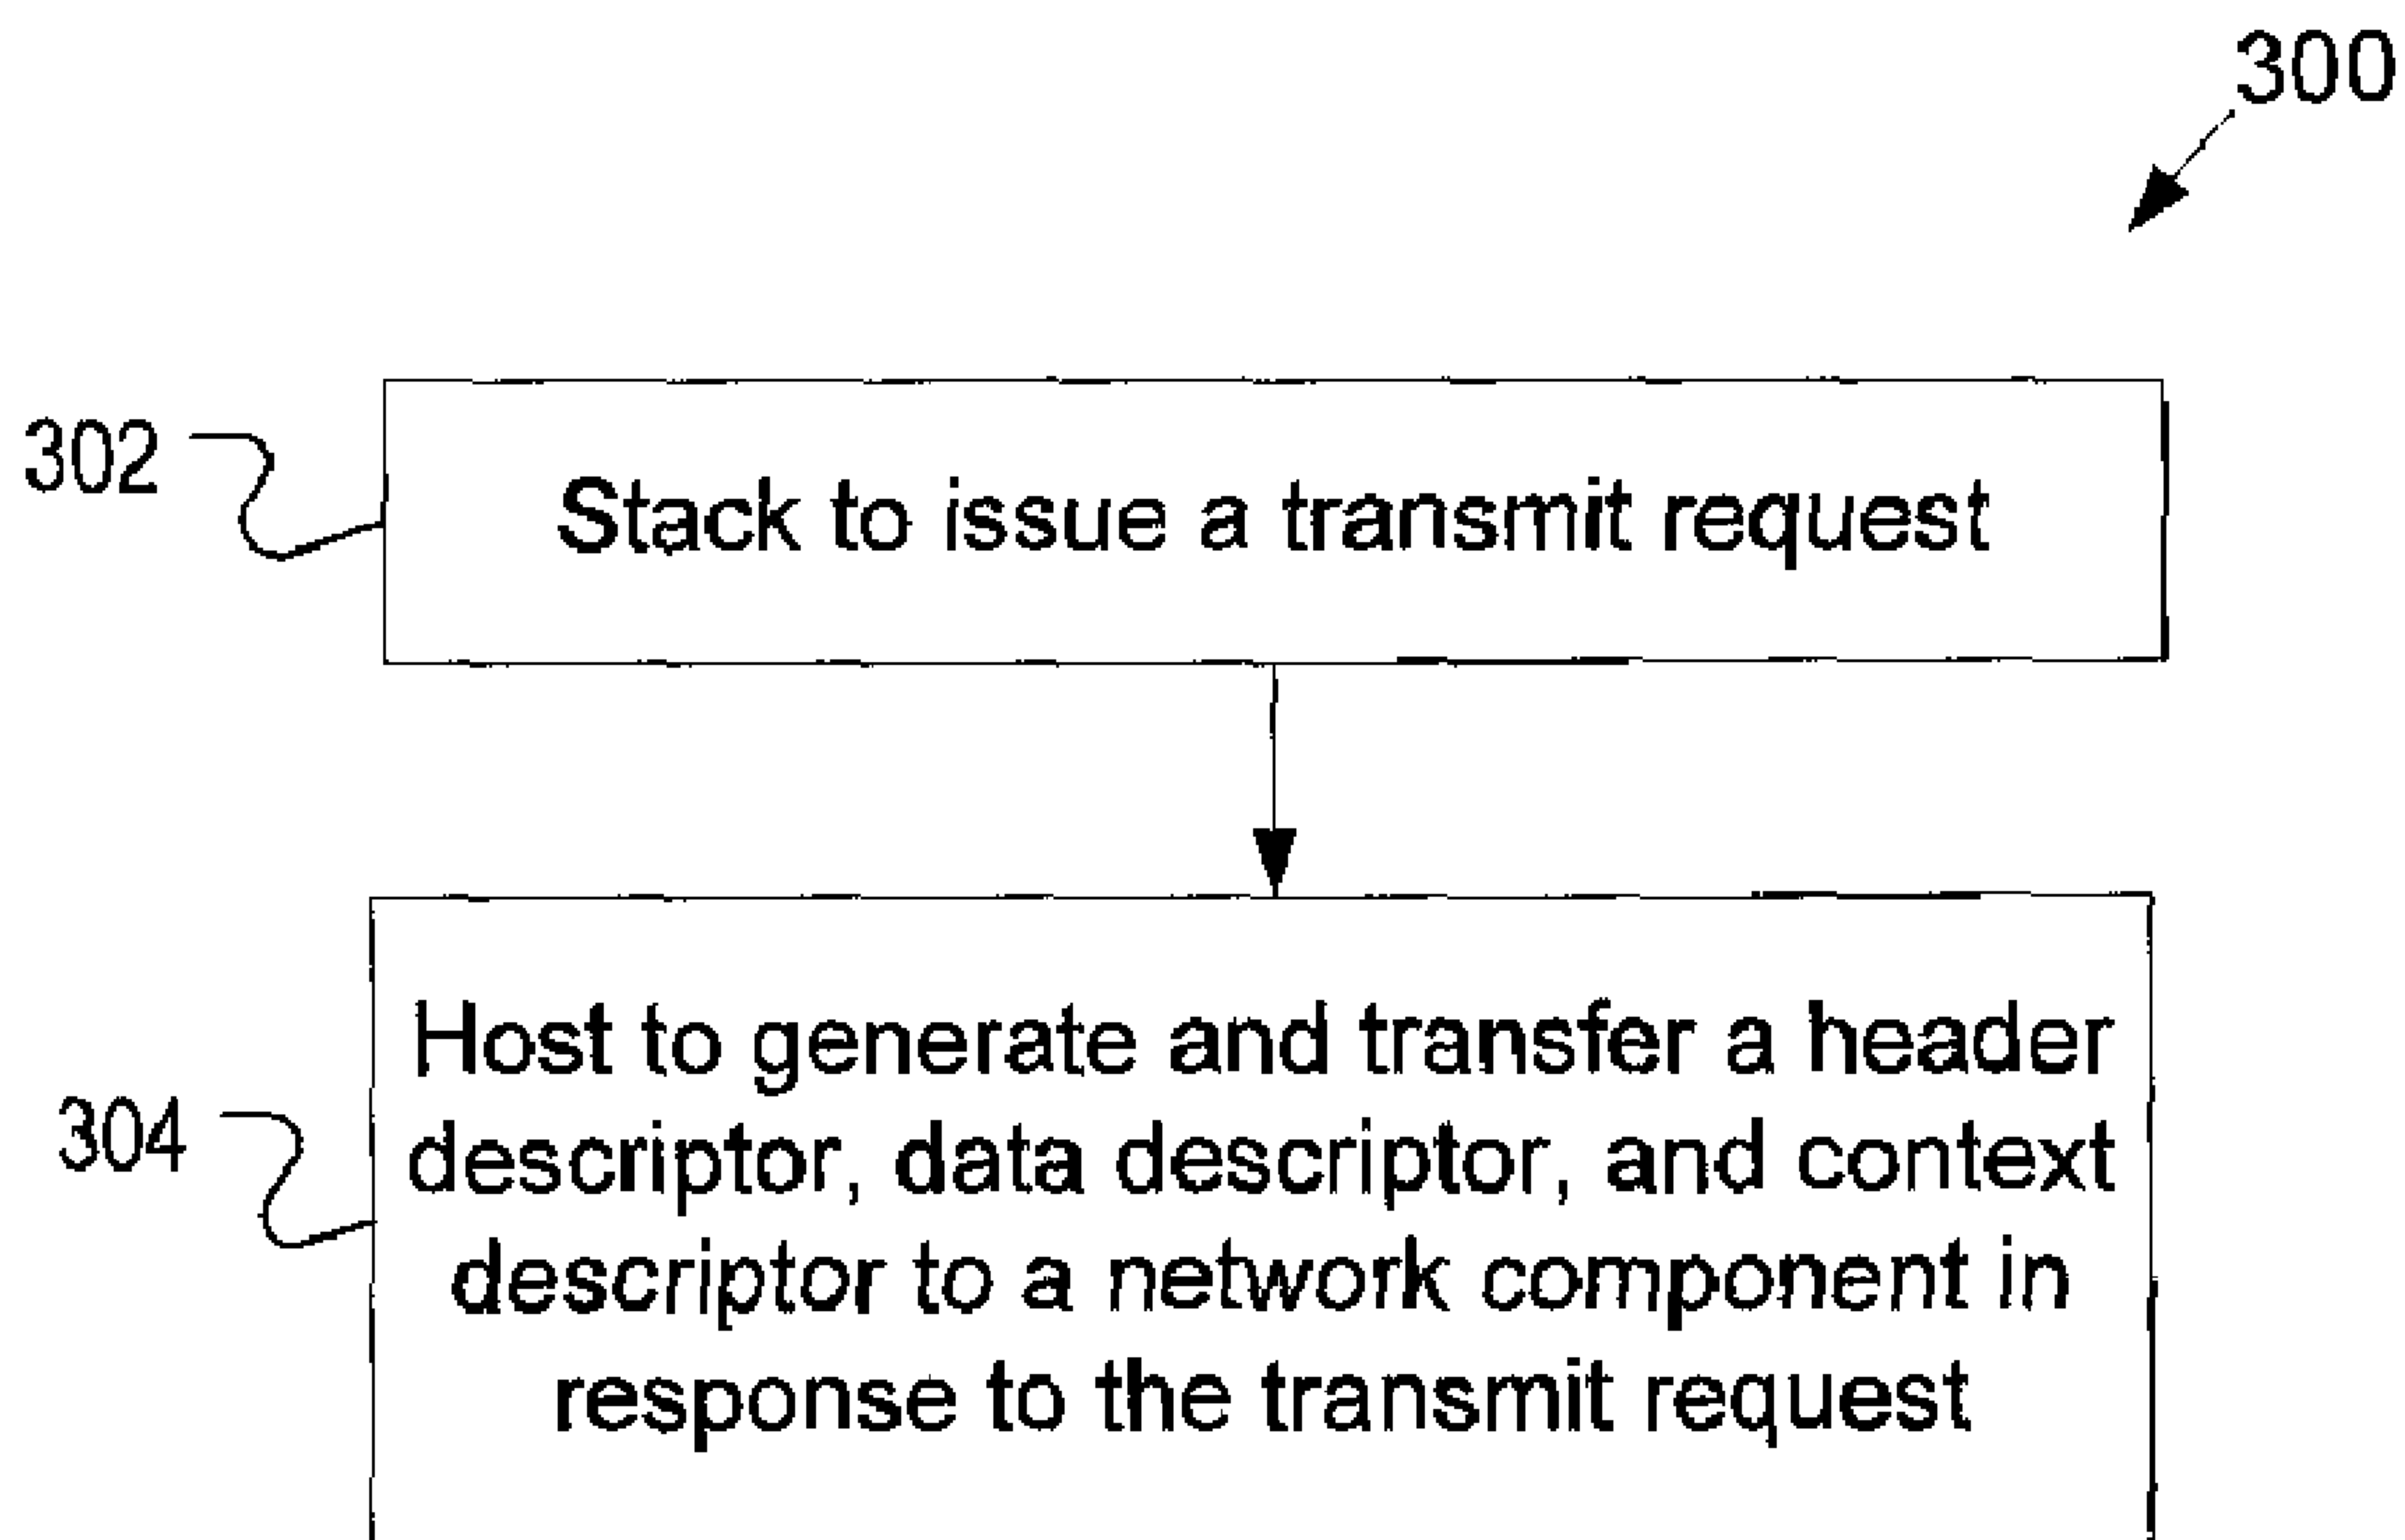 300
302
Stack to issue a transmit request
304
Host to generate and transfer a header
descriptor, data descriptor, and context
descriptor to a network component in
response to the transmit request